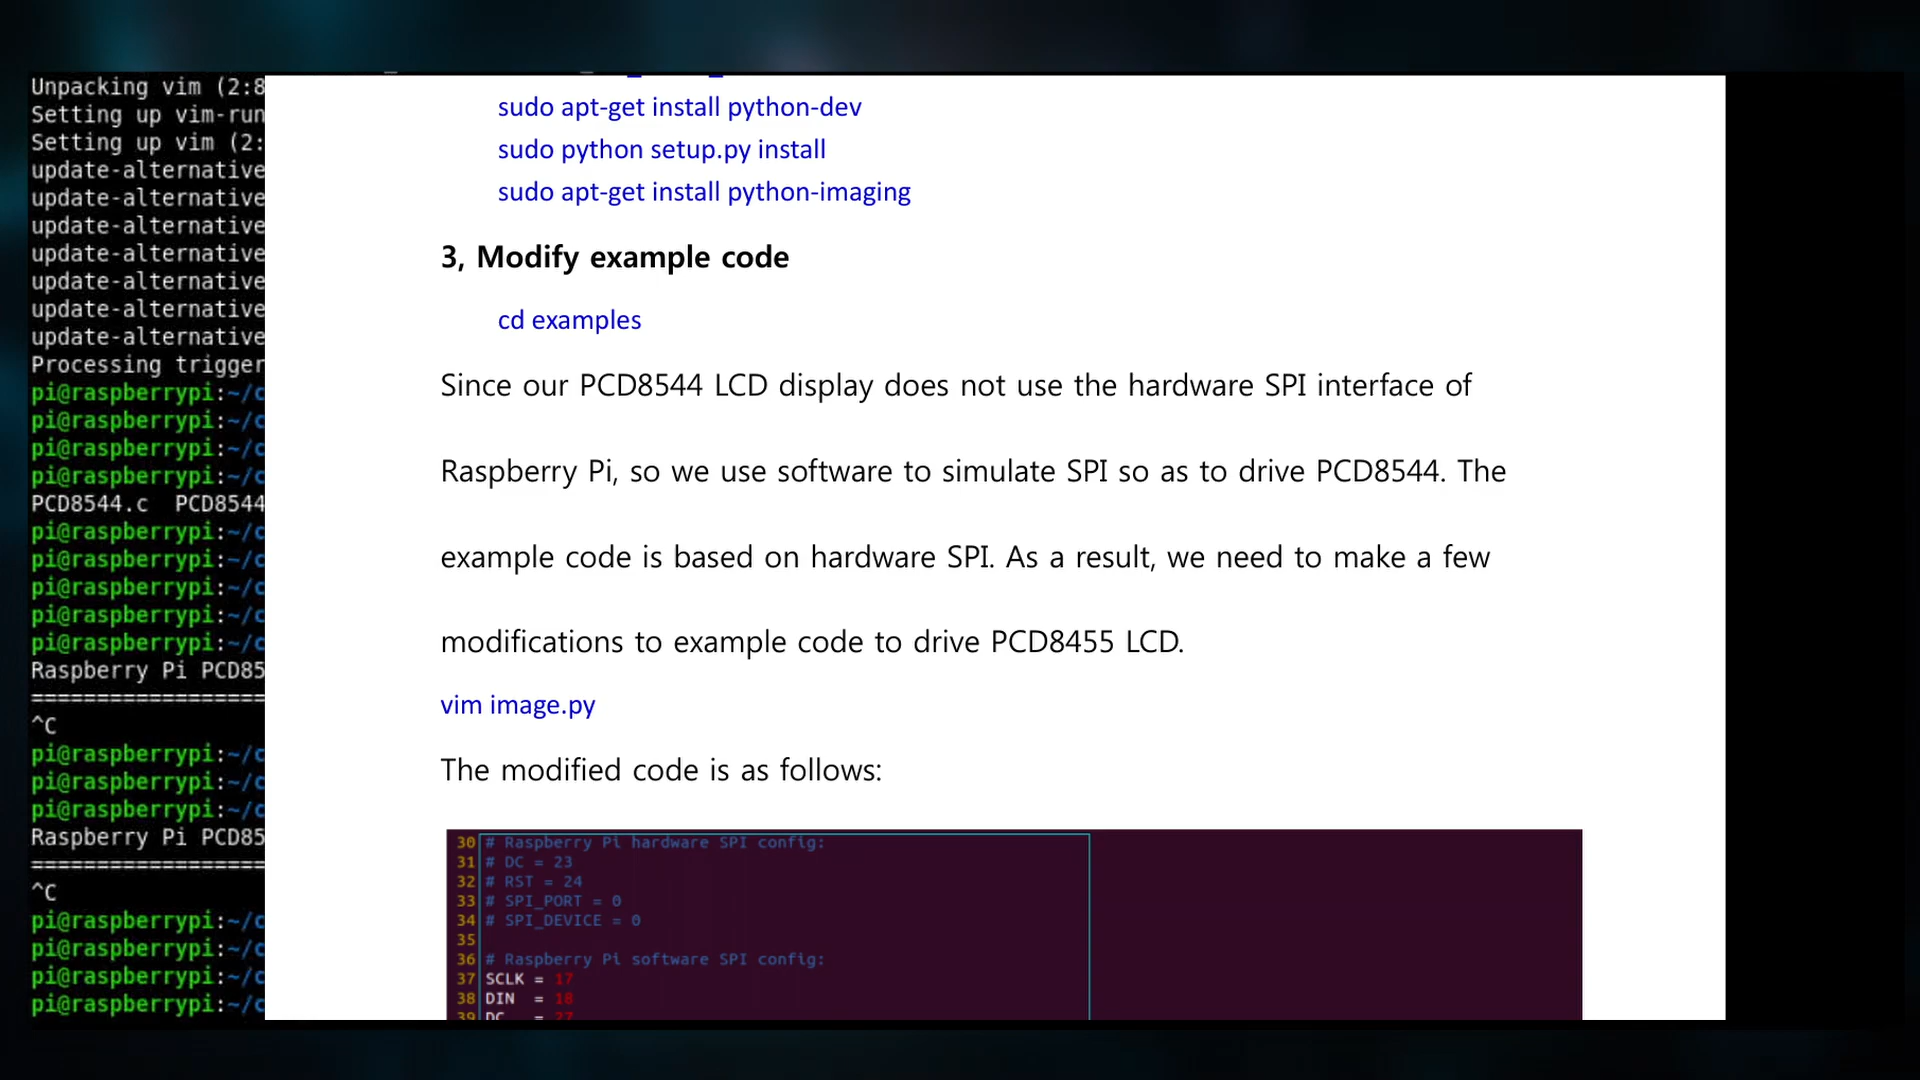 Unpacking vim (2:8
Setting up vim-run
Setting up vim (2:
update-alternative
update-alternative
update-alternative
update-alternative
update-alternative
update-alternative
update-alternative
Processing trigger
pi@raspberrypi:~/c
pi@raspberrypi:~/c
pi@raspberrypi:~/c
pi@raspberrypi:~/c
PCD8544.c PCD8544
pi@raspberrypi:~/c
pi@raspberrypi:~/c
pi@raspberrypi:~/c
pi@raspberrypi:~/c
pi@raspberrypi:~/c
Raspberry Pi PCD85
==================
^C
pi@raspberrypi:~/c
pi@raspberrypi:~/c
pi@raspberrypi:~/c
Raspberry Pi PCD85
==================
^C
pi@raspberrypi:~/c
pi@raspberrypi:~/c
pi@raspberrypi:~/c
pi@raspberrypi:~/c
sudo apt-get install python-dev
sudo python setup.py install
sudo apt-get install python-imaging
3, Modify example code
cd examples
Since our PCD8544 LCD display does not use the hardware SPI interface of
Raspberry Pi, so we use software to simulate SPI so as to drive PCD8544. The
example code is based on hardware SPI. As a result, we need to make a few
modifications to example code to drive PCD8455 LCD.
vim image.py
The modified code is as follows:
30 # Raspberry Pi hardware SPI config:
31 # DC = 23
32 # RST = 24
33 # SPI_PORT = 0
34 # SPI_DEVICE = 0
35
36 # Raspberry Pi software SPI config:
37 SCLK = 17
38 DIN = 18
39 DC = 27